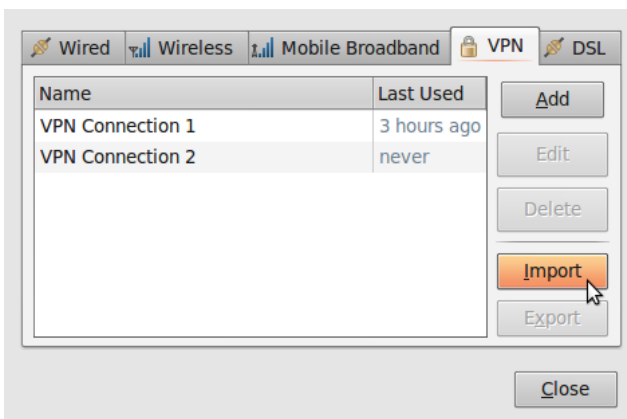 Wired Wireless Mobile Broadband VPN DSL
Name Last Used
VPN Connection 1 3 hours ago
VPN Connection 2 never
Add
Edit
Delete
Import
Export
Close